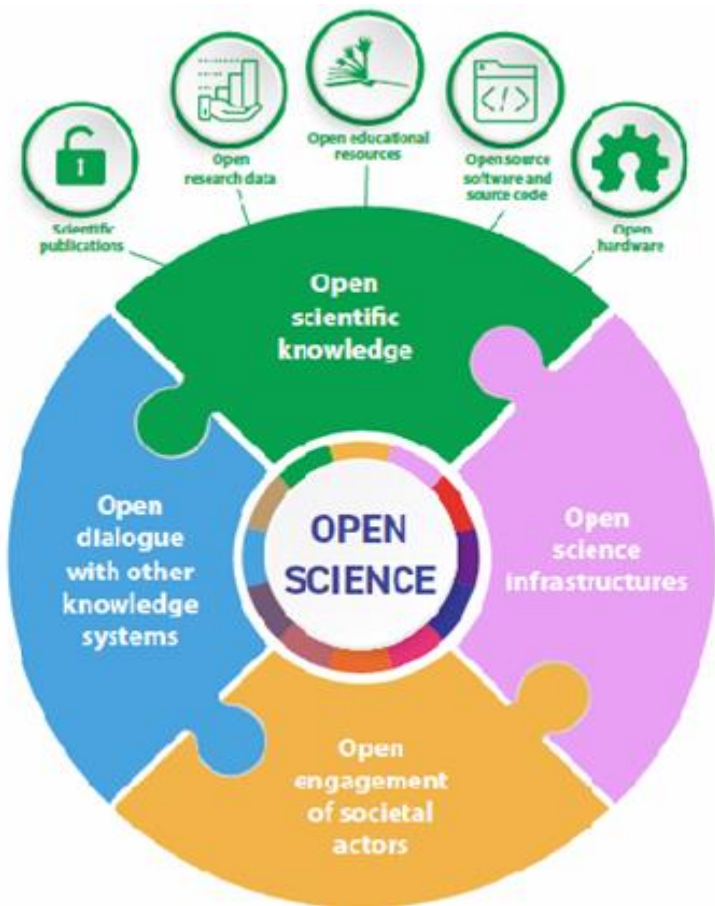 Scientific
publications
Open
research data
Open educational
resources
Open source
software and
source code
Open
hardware
Open
scientific
knowledge
Open
dialogue
with other
knowledge
systems
OPEN
SCIENCE
Open
science
infrastructures
Open
engagement
of societal
actors